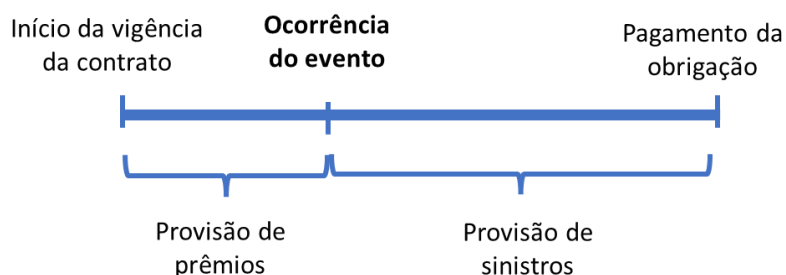 Início da vigência
da contrato
Ocorrência
do evento
Pagamento da
obrigação
Provisão de
prêmios
Provisão de
sinistros